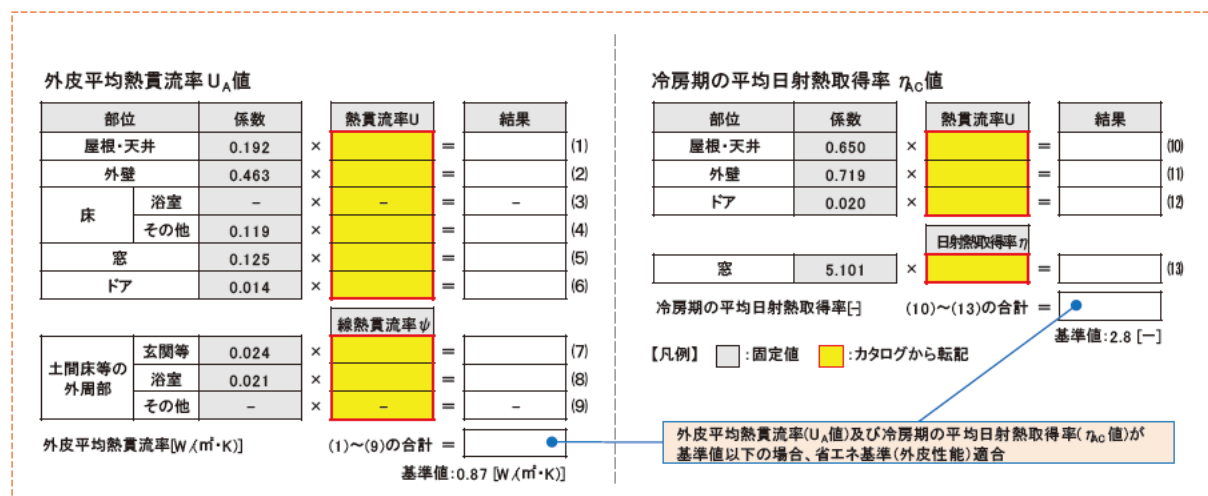 外皮平均熱貫流率UA値
部位 係数 熱貫流率U 結果
屋根・天井 0.192 × = (1)
外壁 0.463 × = (2)
床 浴室 − × − = − (3)
その他 0.119 × = (4)
窓 0.125 × = (5)
ドア 0.014 × = (6)
線熱貫流率ψ
土間床等の外周部 玄関等 0.024 × = (7)
浴室 0.021 × = (8)
その他 − × − = − (9)
外皮平均熱貫流率[W/(㎡・K)] (1)〜(9)の合計 =
基準値:0.87 [W/(㎡・K)]
冷房期の平均日射熱取得率 ηAC値
部位 係数 熱貫流率U 結果
屋根・天井 0.650 × = (10)
外壁 0.719 × = (11)
ドア 0.020 × = (12)
日射熱取得率η
窓 5.101 × = (13)
冷房期の平均日射熱取得率[-] (10)〜(13)の合計 =
基準値:2.8 [−]
【凡例】 :固定値 :カタログから転記
外皮平均熱貫流率(UA値)及び冷房期の平均日射熱取得率(ηAC値)が
基準値以下の場合、省エネ基準(外皮性能)適合